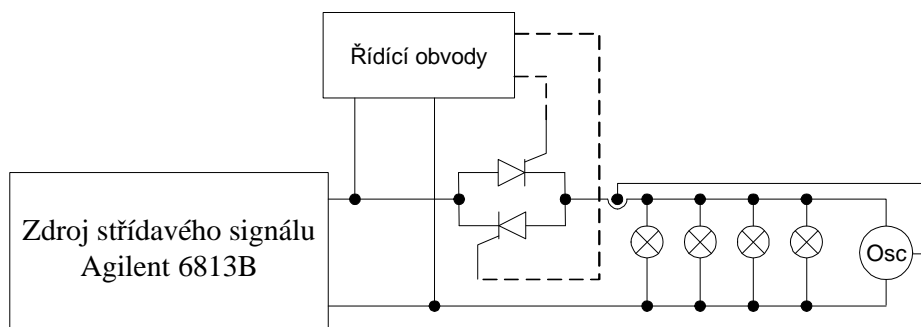 Řídící obvody
Zdroj střídavého signálu
Agilent 6813B
Osc